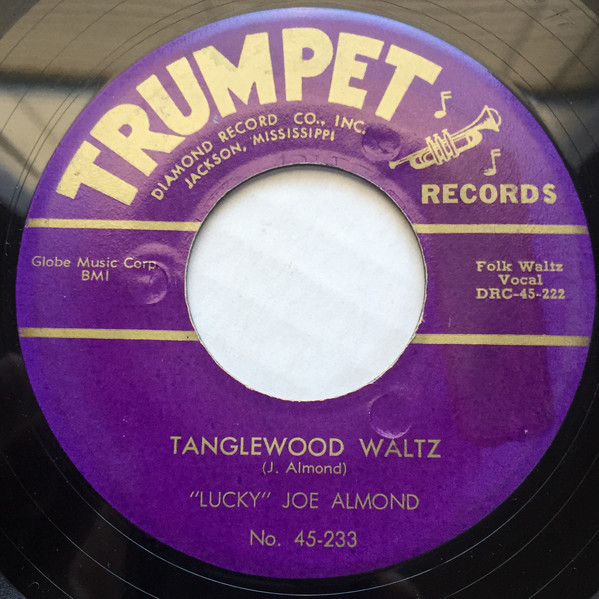 TRUMPET
DIAMOND RECORD CO., INC.
JACKSON, MISSISSIPPI
RECORDS
Globe Music Corp.
BMI
Folk Waltz
Vocal
DRC-45-222
TANGLEWOOD WALTZ
(J. Almond)
"LUCKY" JOE ALMOND
No. 45-233